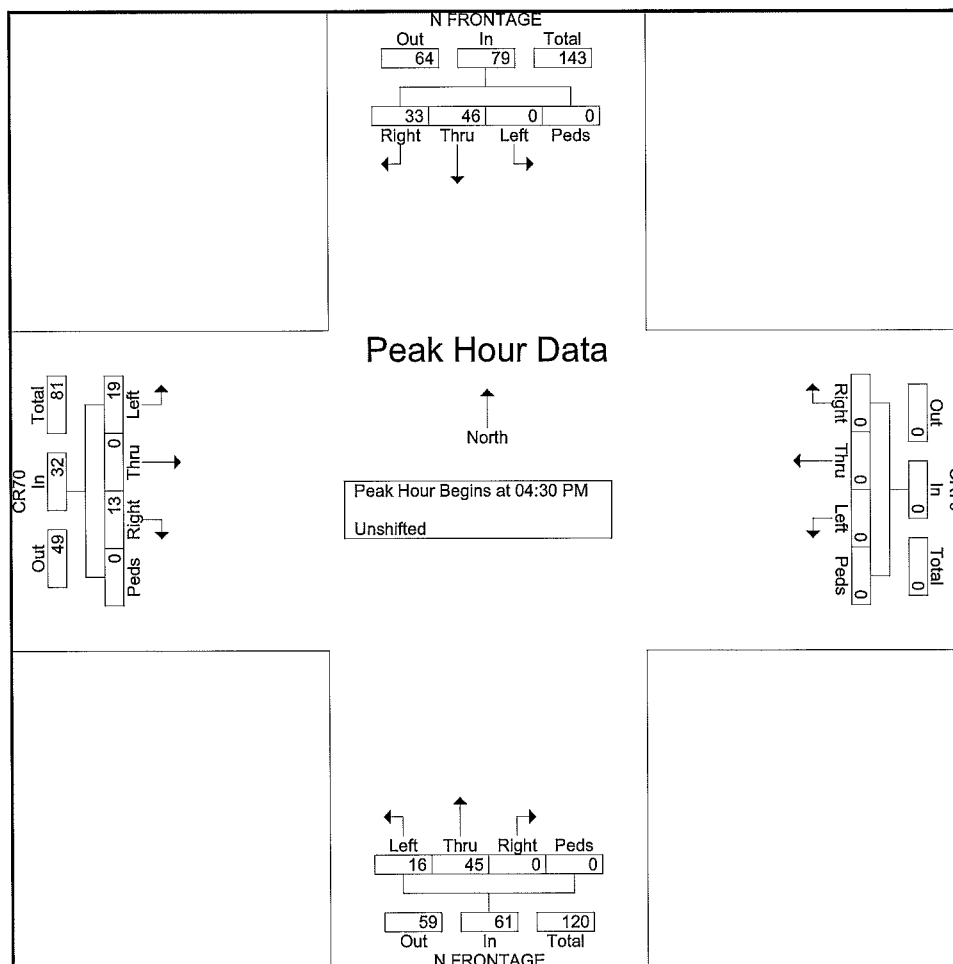 N FRONTAGE
Out In Total
64 79 143
33 46 0 0
Right Thru Left Peds
Peak Hour Data
North
Peak Hour Begins at 04:30 PM
Unshifted
CR70
Out In Total
49 32 81
19 0 13 0
Left Thru Right Peds
Right Thru Left Peds
0 0 0 0
Out In Total
0 0 0
Left Thru Right Peds
16 45 0 0
59 61 120
Out In Total
N FRONTAGE